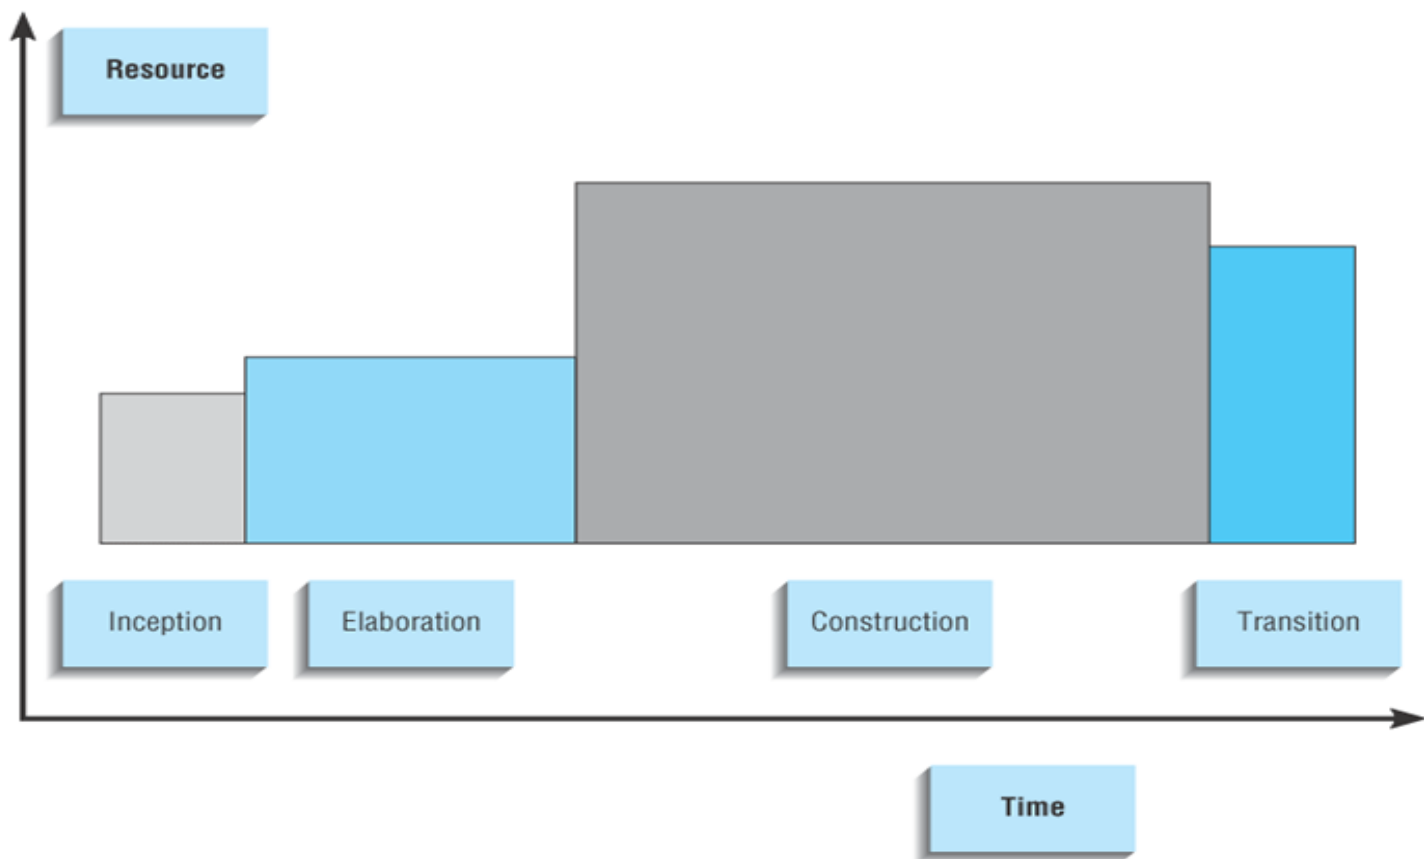 Resource
Inception
Elaboration
Construction
Transition
Time